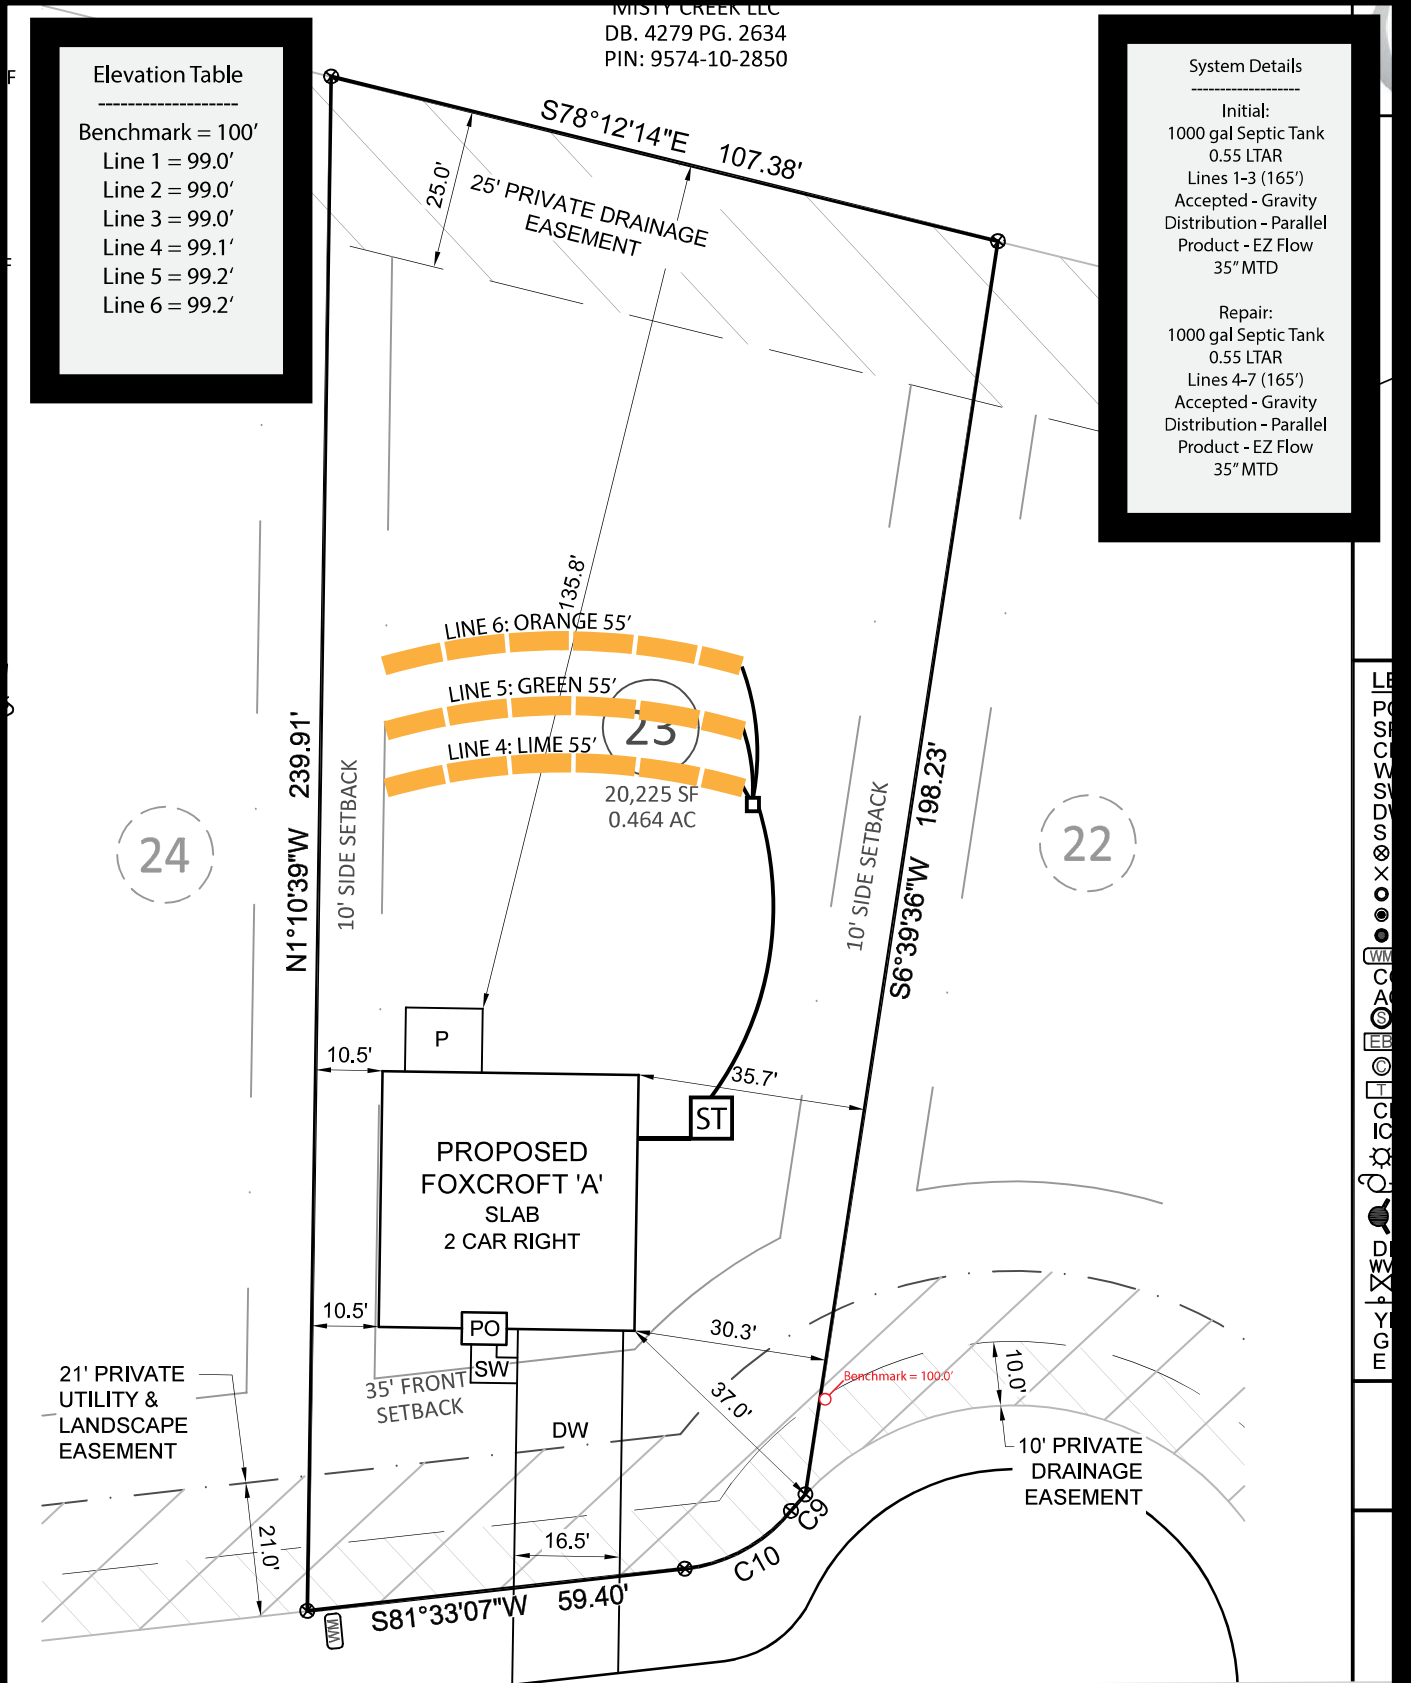 MISTY CREEK LLC
DB. 4279 PG. 2634
PIN: 9574-10-2850
Elevation Table
-------------------
Benchmark = 100'
Line 1 = 99.0'
Line 2 = 99.0'
Line 3 = 99.0'
Line 4 = 99.1'
Line 5 = 99.2'
Line 6 = 99.2'
System Details
-------------------
Initial:
1000 gal Septic Tank
0.55 LTAR
Lines 1-3 (165')
Accepted - Gravity
Distribution - Parallel
Product - EZ Flow
35" MTD
Repair:
1000 gal Septic Tank
0.55 LTAR
Lines 4-7 (165')
Accepted - Gravity
Distribution - Parallel
Product - EZ Flow
35" MTD
F
S78°12'14"E 107.38'
25.0'
25' PRIVATE DRAINAGE
EASEMENT
135.8'
LINE 6: ORANGE 55'
LINE 5: GREEN 55'
23
LINE 4: LIME 55'
20,225 SF
0.464 AC
N1°10'39"W 239.91'
10' SIDE SETBACK
10' SIDE SETBACK
S6°39'36"W 198.23'
24
22
P
10.5'
35.7'
ST
PROPOSED
FOXCROFT 'A'
SLAB
2 CAR RIGHT
10.5'
PO
SW
30.3'
37.0'
Benchmark = 100.0'
10.0'
21' PRIVATE
UTILITY &
LANDSCAPE
EASEMENT
35' FRONT
SETBACK
DW
10' PRIVATE
DRAINAGE
EASEMENT
21.0'
16.5'
C9
C10
S81°33'07"W 59.40'
WM
LE
S
WM
S
EB
C
T
IC
G
E